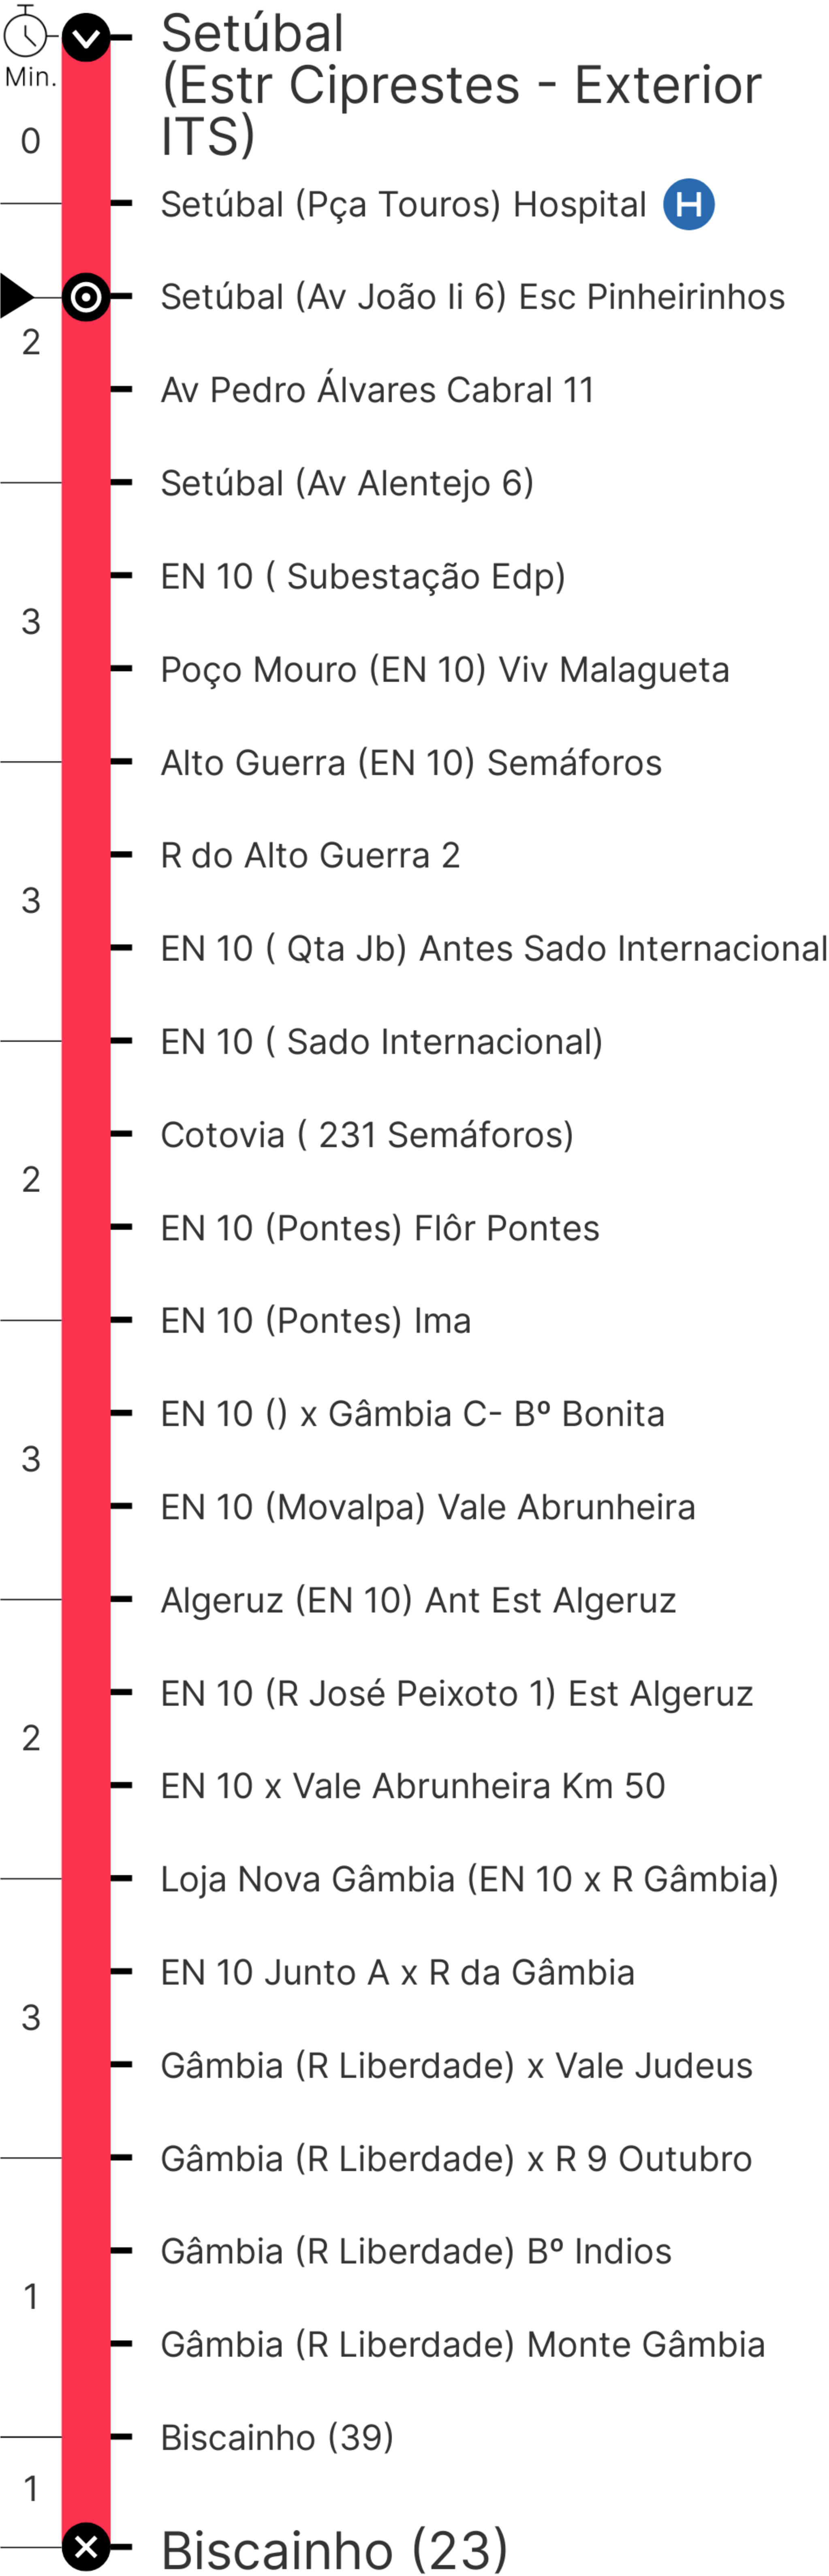 Setúbal
(Estr Ciprestes - Exterior
ITS)
Min.
0
Setúbal (Pça Touros) Hospital H
Setúbal (Av João Ii 6) Esc Pinheirinhos
2
Av Pedro Álvares Cabral 11
Setúbal (Av Alentejo 6)
EN 10 ( Subestação Edp)
3
Poço Mouro (EN 10) Viv Malagueta
Alto Guerra (EN 10) Semáforos
R do Alto Guerra 2
3
EN 10 ( Qta Jb) Antes Sado Internacional
EN 10 ( Sado Internacional)
Cotovia ( 231 Semáforos)
2
EN 10 (Pontes) Flôr Pontes
EN 10 (Pontes) Ima
EN 10 () x Gâmbia C- Bº Bonita
3
EN 10 (Movalpa) Vale Abrunheira
Algeruz (EN 10) Ant Est Algeruz
EN 10 (R José Peixoto 1) Est Algeruz
2
EN 10 x Vale Abrunheira Km 50
Loja Nova Gâmbia (EN 10 x R Gâmbia)
EN 10 Junto A x R da Gâmbia
3
Gâmbia (R Liberdade) x Vale Judeus
Gâmbia (R Liberdade) x R 9 Outubro
Gâmbia (R Liberdade) Bº Indios
1
Gâmbia (R Liberdade) Monte Gâmbia
Biscainho (39)
1
Biscainho (23)